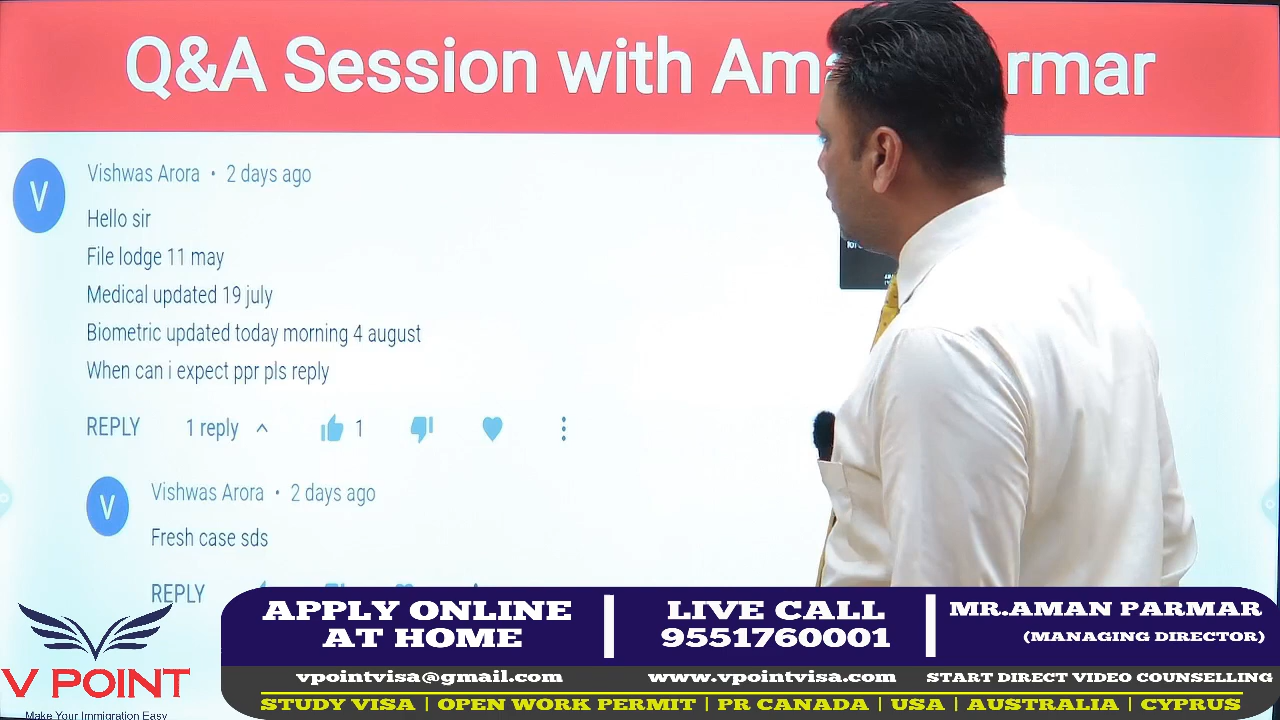 Q&A Session with Ama rmar
V
Vishwas Arora • 2 days ago
Hello sir
File lodge 11 may
Medical updated 19 july
Biometric updated today morning 4 august
When can i expect ppr pls reply
REPLY 1 reply 1
V
Vishwas Arora • 2 days ago
Fresh case sds
REPLY
V POINT
Make Your Immigration Easy
APPLY ONLINE
AT HOME
LIVE CALL
9551760001
MR.AMAN PARMAR
(MANAGING DIRECTOR)
vpointvisa@gmail.com www.vpointvisa.com START DIRECT VIDEO COUNSELLING
STUDY VISA | OPEN WORK PERMIT | PR CANADA | USA | AUSTRALIA | CYPRUS